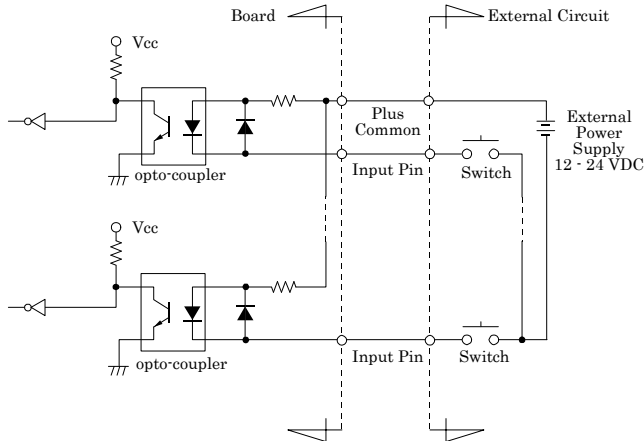 Board
External Circuit
Vcc
Plus
Common
External
Power
Supply
12 - 24 VDC
opto-coupler
Input Pin
Switch
Vcc
opto-coupler
Input Pin
Switch